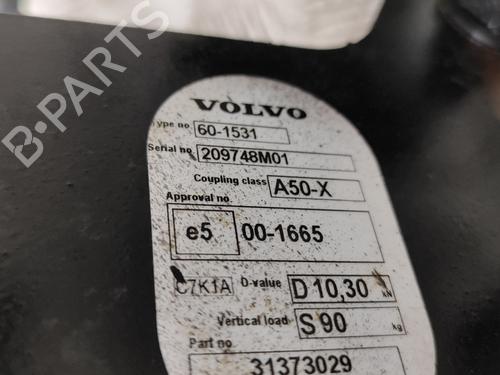 B-PARTS
VOLVO
Type no 60-1531
Serial no. 209748M01
Coupling class A50-X
Approval no.
e5 00-1665
C7K1A D-value D 10,30 kN
Vertical load S 90 kg
Part no
31373029